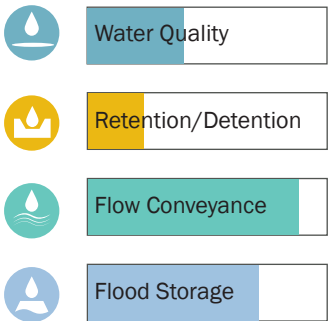 Water Quality
Retention/Detention
Flow Conveyance
Flood Storage